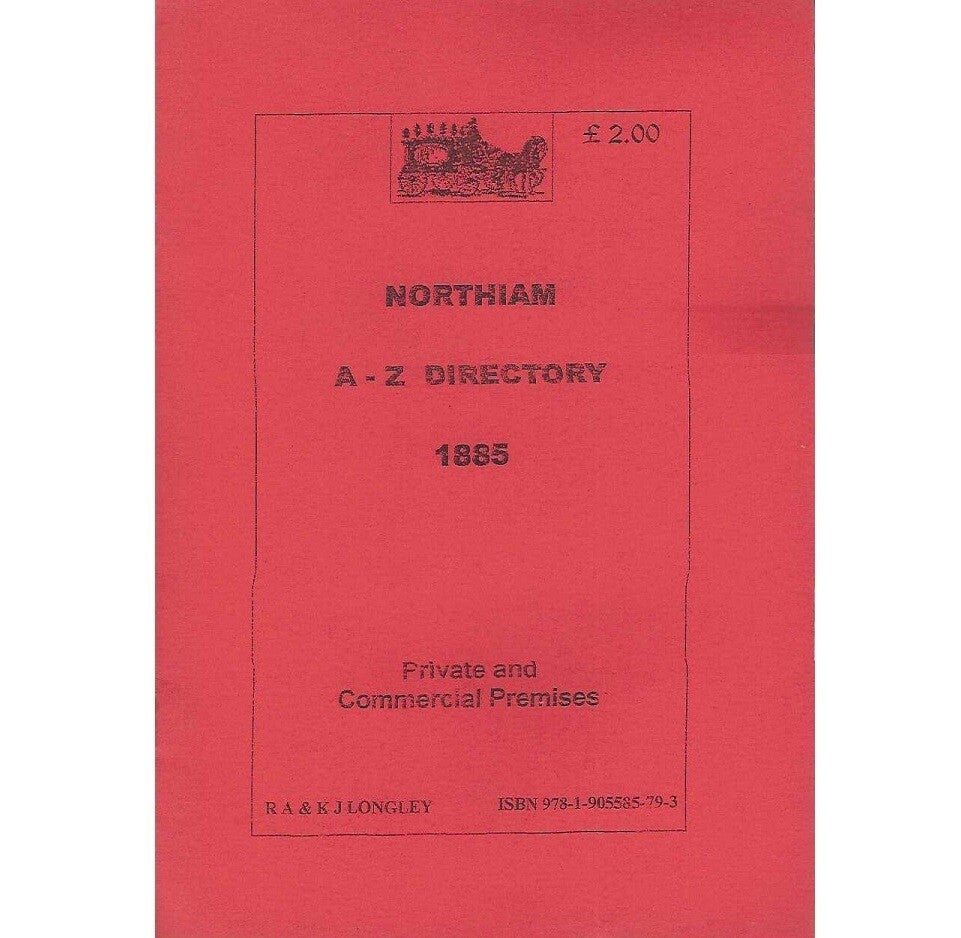 £ 2.00
NORTHIAM
A - Z DIRECTORY
1885
Private and
Commercial Premises
R A & K J LONGLEY ISBN 978-1-905585-79-3